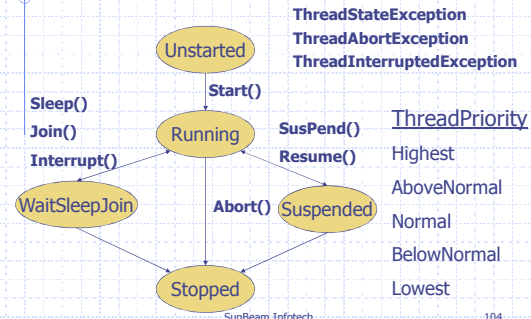 ThreadStateException
ThreadAbortException
ThreadInterruptedException
Unstarted
Start()
Sleep()
Join()
Interrupt()
Running
SusPend()
Resume()
ThreadPriority
Highest
AboveNormal
Normal
BelowNormal
Lowest
WaitSleepJoin
Abort()
Suspended
Stopped
SunBeam Infotech
104